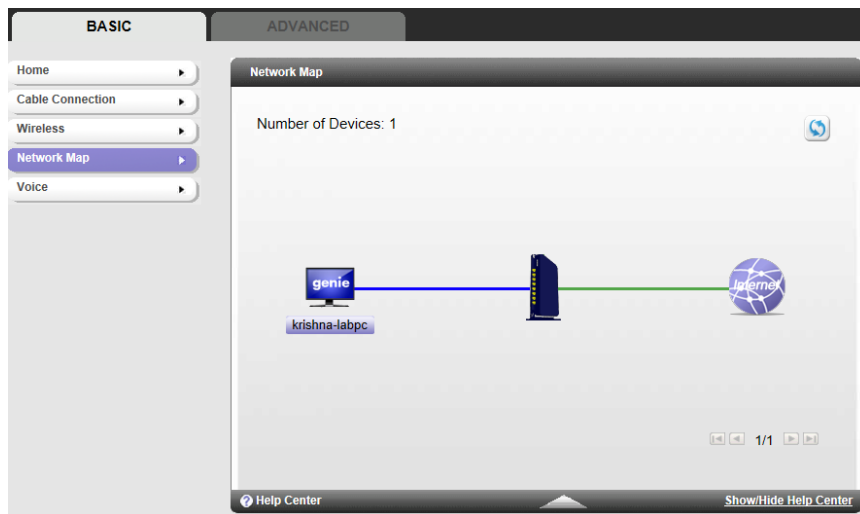 BASIC
ADVANCED
Home
Cable Connection
Wireless
Network Map
Voice
Network Map
Number of Devices: 1
genie
krishna-labpc
Internet
1/1
Help Center
Show/Hide Help Center